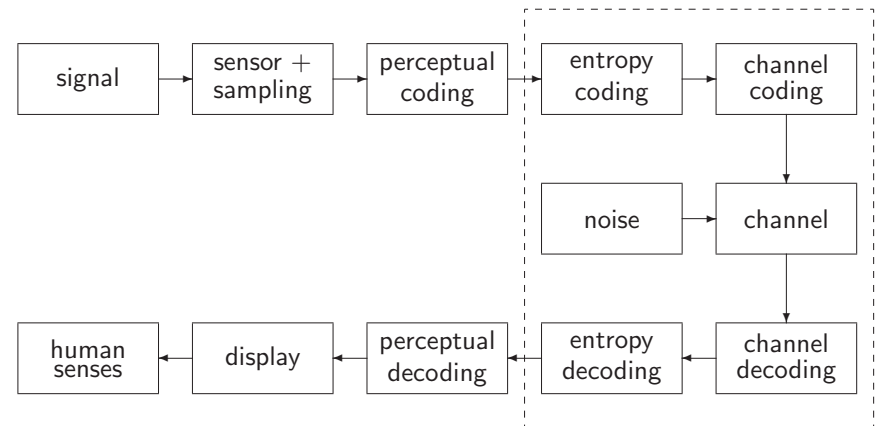 signal
sensor +
sampling
perceptual
coding
entropy
coding
channel
coding
noise
channel
human
senses
display
perceptual
decoding
entropy
decoding
channel
decoding